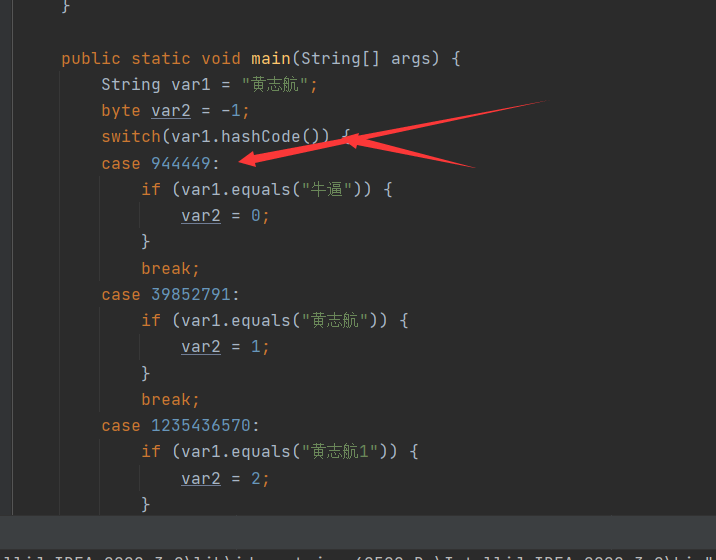 }
public static void main(String[] args) {
String var1 = "黄志航";
byte var2 = -1;
switch(var1.hashCode()) {
case 944449:
if (var1.equals("牛逼")) {
var2 = 0;
}
break;
case 39852791:
if (var1.equals("黄志航")) {
var2 = 1;
}
break;
case 1235436570:
if (var1.equals("黄志航1")) {
var2 = 2;
}